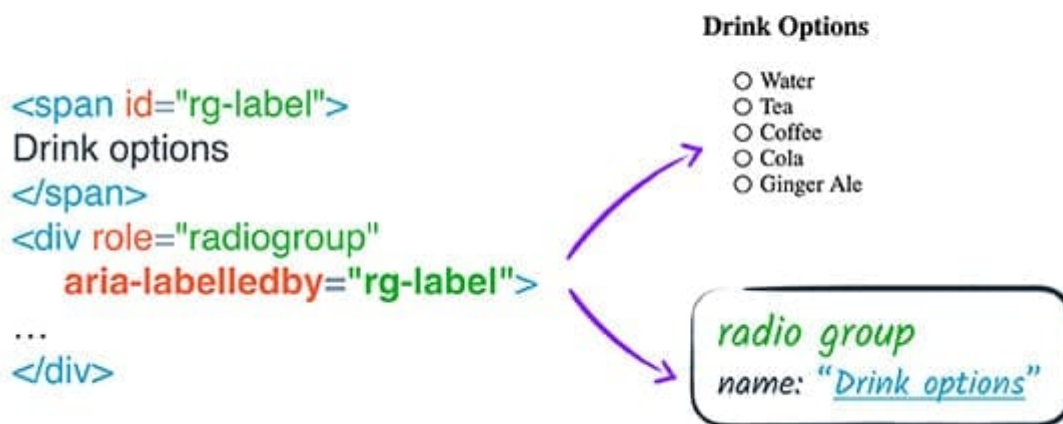 <span id="rg-label">
Drink options
</span>
<div role="radiogroup"
aria-labelledby="rg-label">
...
</div>
Drink Options
Water
Tea
Coffee
Cola
Ginger Ale
radio group
name: “Drink options”